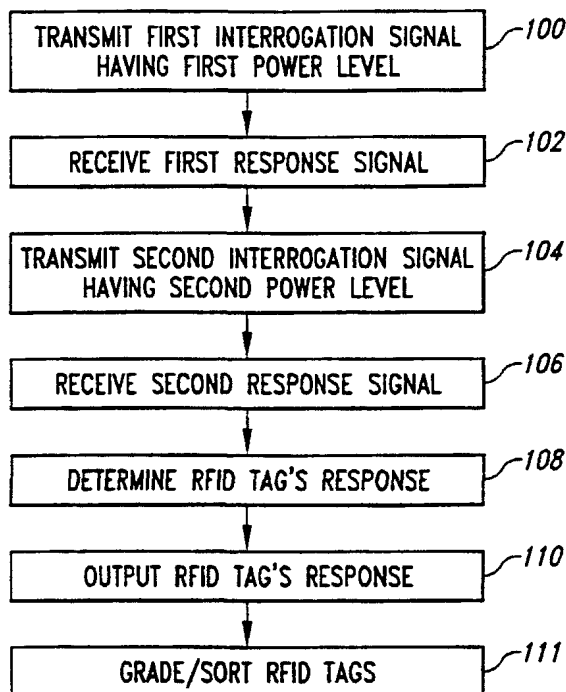 TRANSMIT FIRST INTERROGATION SIGNAL
HAVING FIRST POWER LEVEL
100
RECEIVE FIRST RESPONSE SIGNAL
102
TRANSMIT SECOND INTERROGATION SIGNAL
HAVING SECOND POWER LEVEL
104
RECEIVE SECOND RESPONSE SIGNAL
106
DETERMINE RFID TAG'S RESPONSE
108
OUTPUT RFID TAG'S RESPONSE
110
GRADE/SORT RFID TAGS
111